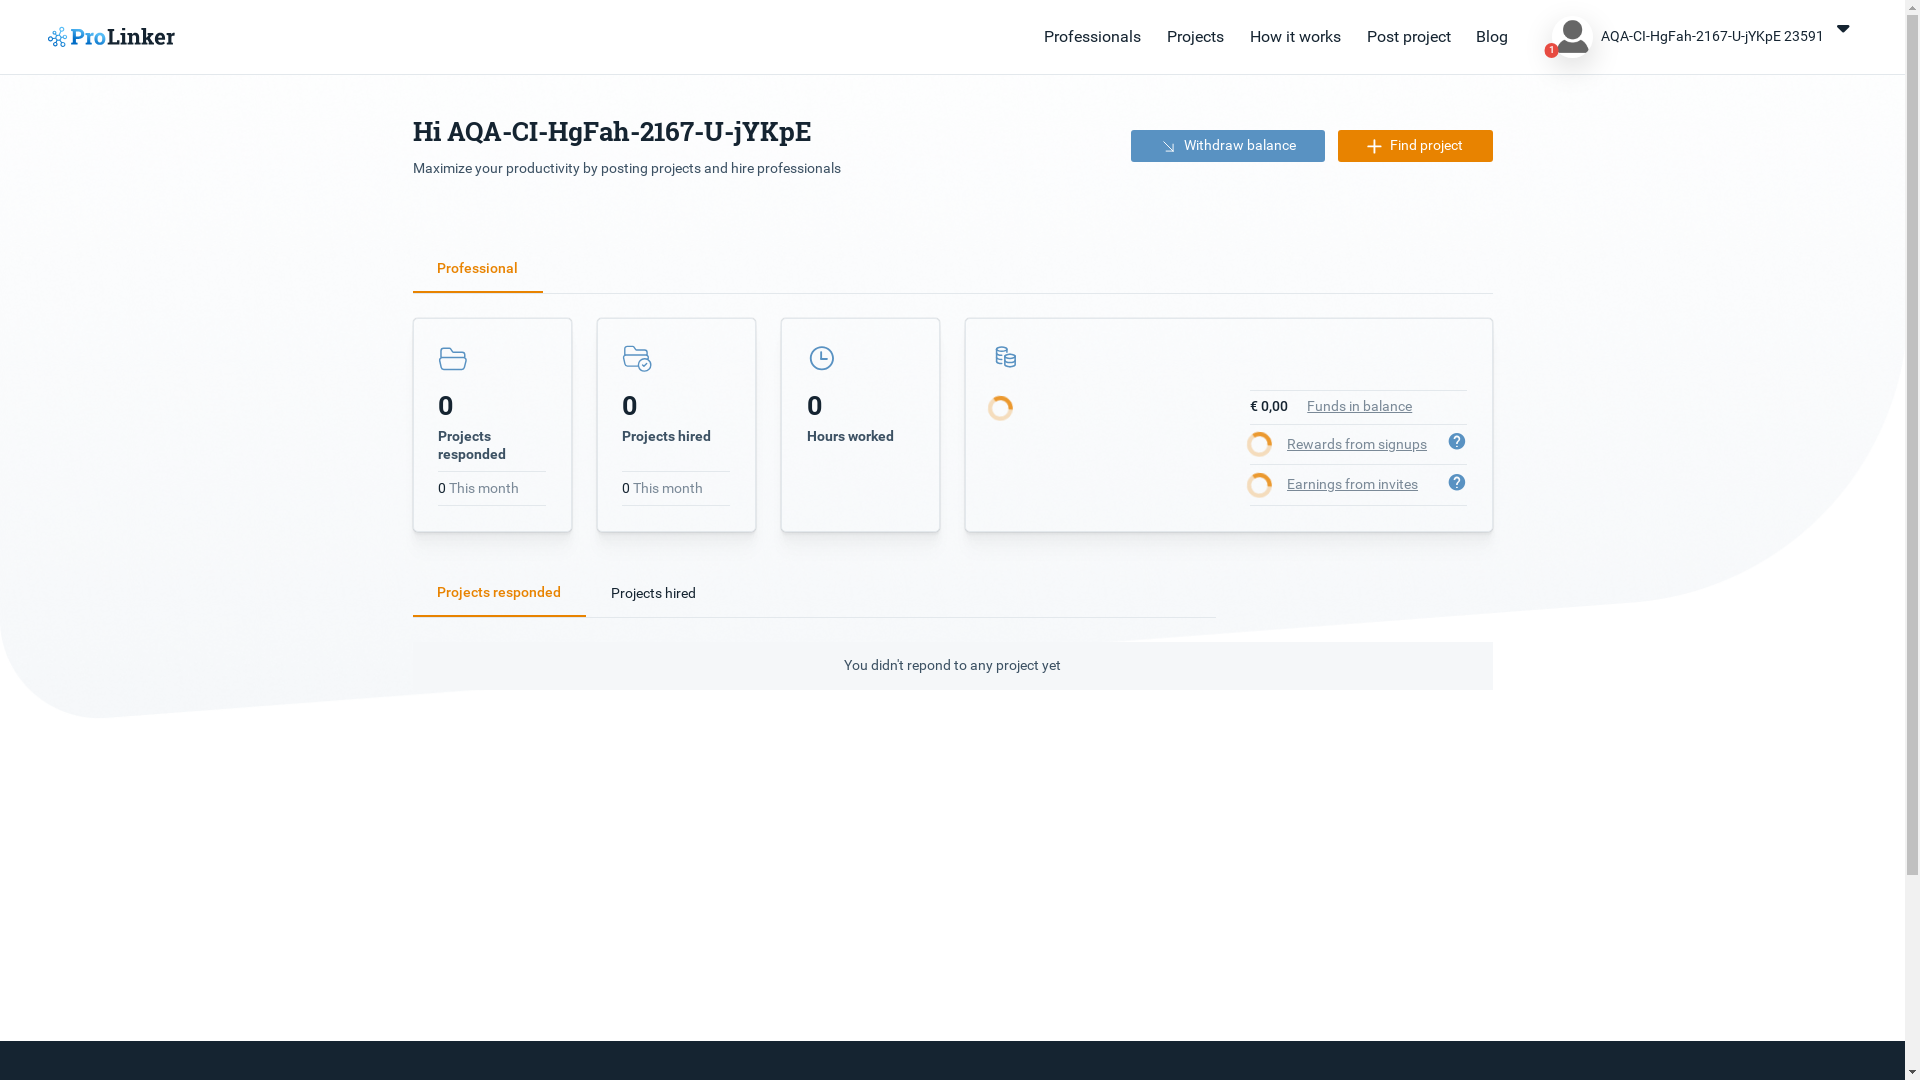 ProLinker
Professionals
Projects
How it works
Post project
Blog
1
AQA-CI-HgFah-2167-U-jYKpE 23591
Hi AQA-CI-HgFah-2167-U-jYKpE
Maximize your productivity by posting projects and hire professionals
Withdraw balance
Find project
Professional
0
Projects
responded
0 This month
0
Projects hired
0 This month
0
Hours worked
€ 0,00 Funds in balance
Rewards from signups ?
Earnings from invites ?
Projects responded
Projects hired
You didn't repond to any project yet